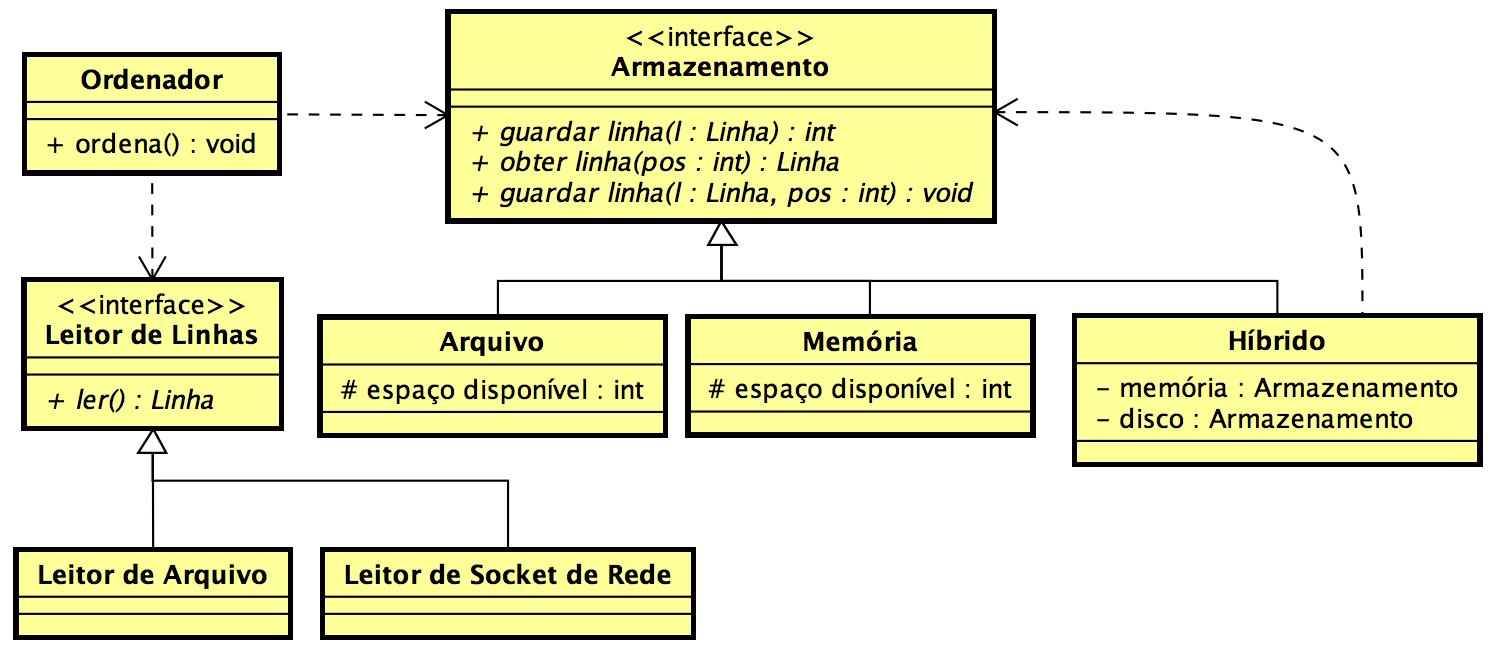 Ordenador
+ ordena() : void
<<interface>>
Armazenamento
+ guardar linha(l : Linha) : int
+ obter linha(pos : int) : Linha
+ guardar linha(l : Linha, pos : int) : void
<<interface>>
Leitor de Linhas
+ ler() : Linha
Arquivo
# espaço disponível : int
Memória
# espaço disponível : int
Híbrido
– memória : Armazenamento
– disco : Armazenamento
Leitor de Arquivo
Leitor de Socket de Rede